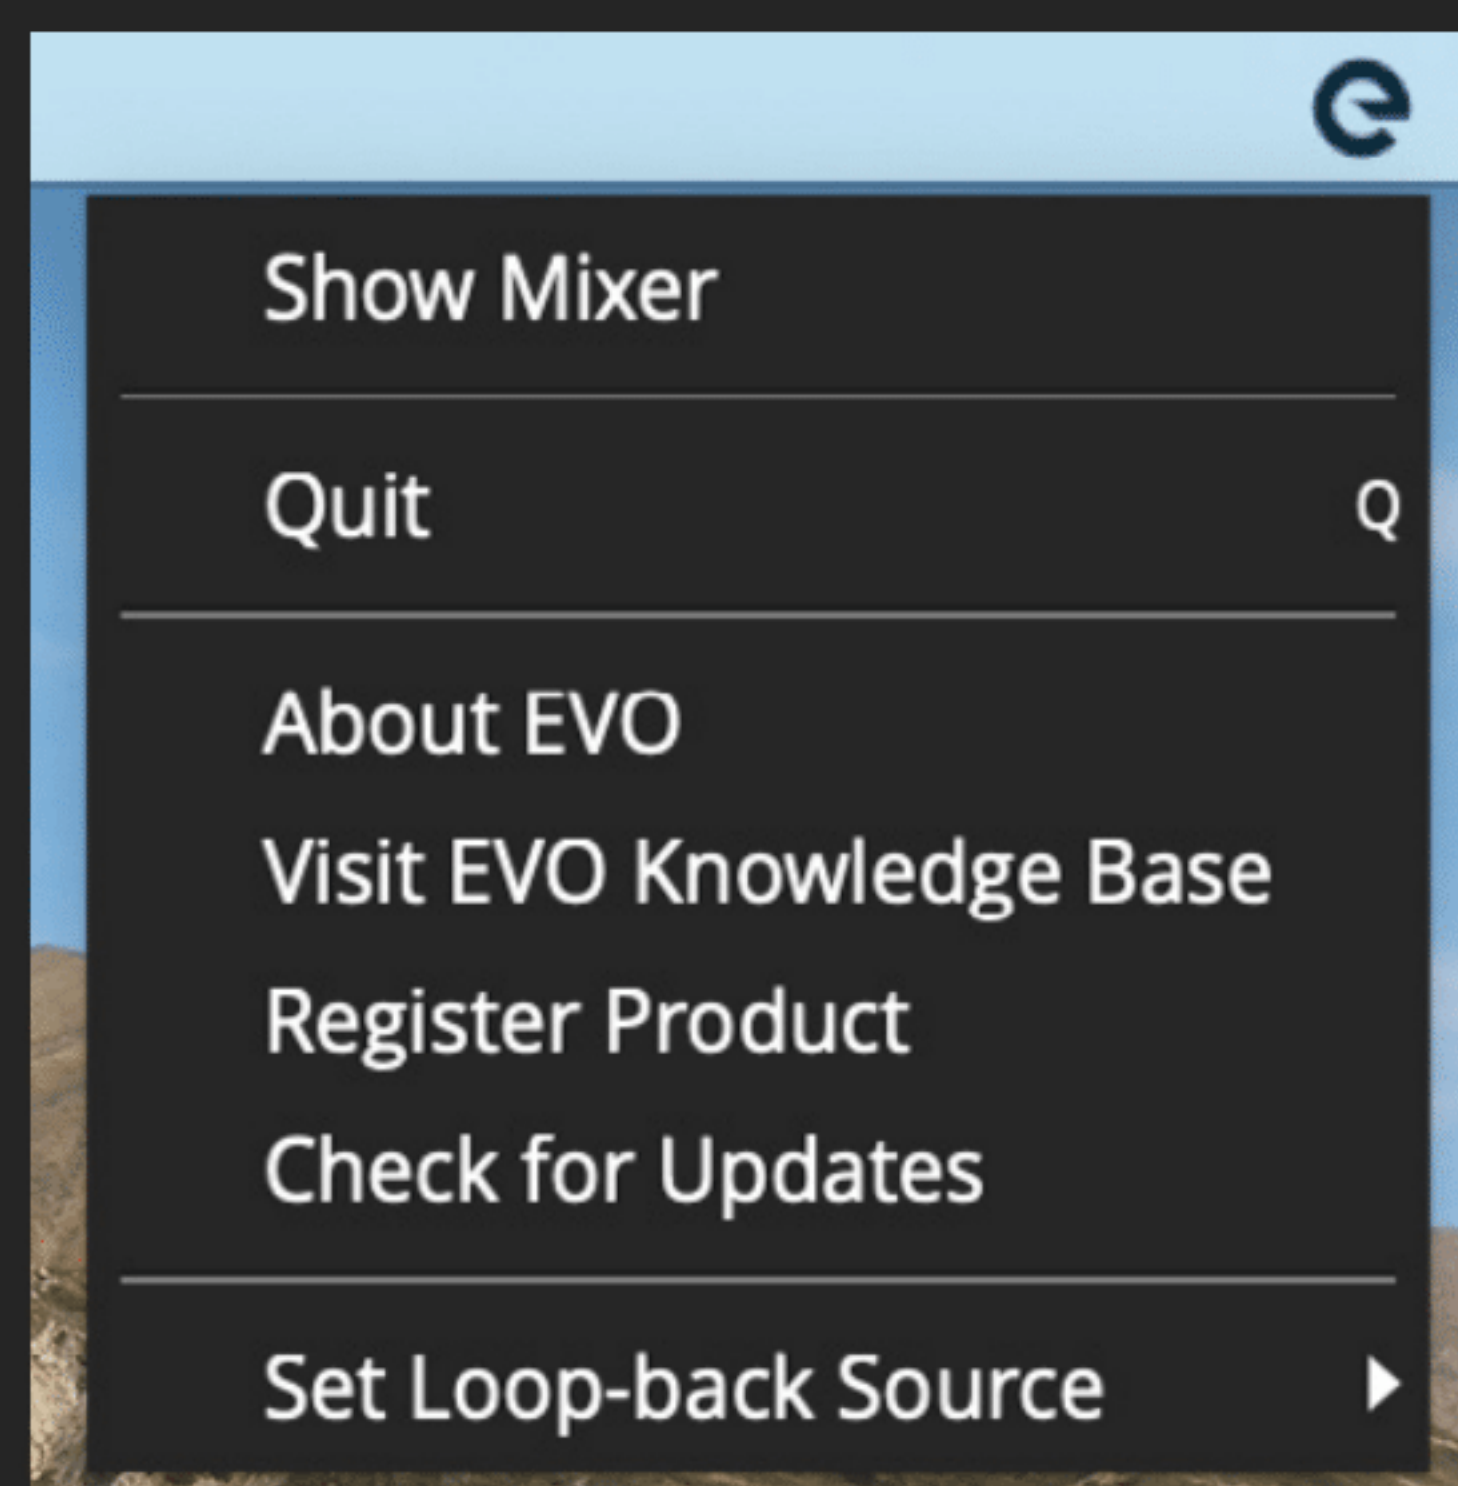 e
Show Mixer
Quit Q
About EVO
Visit EVO Knowledge Base
Register Product
Check for Updates
Set Loop-back Source